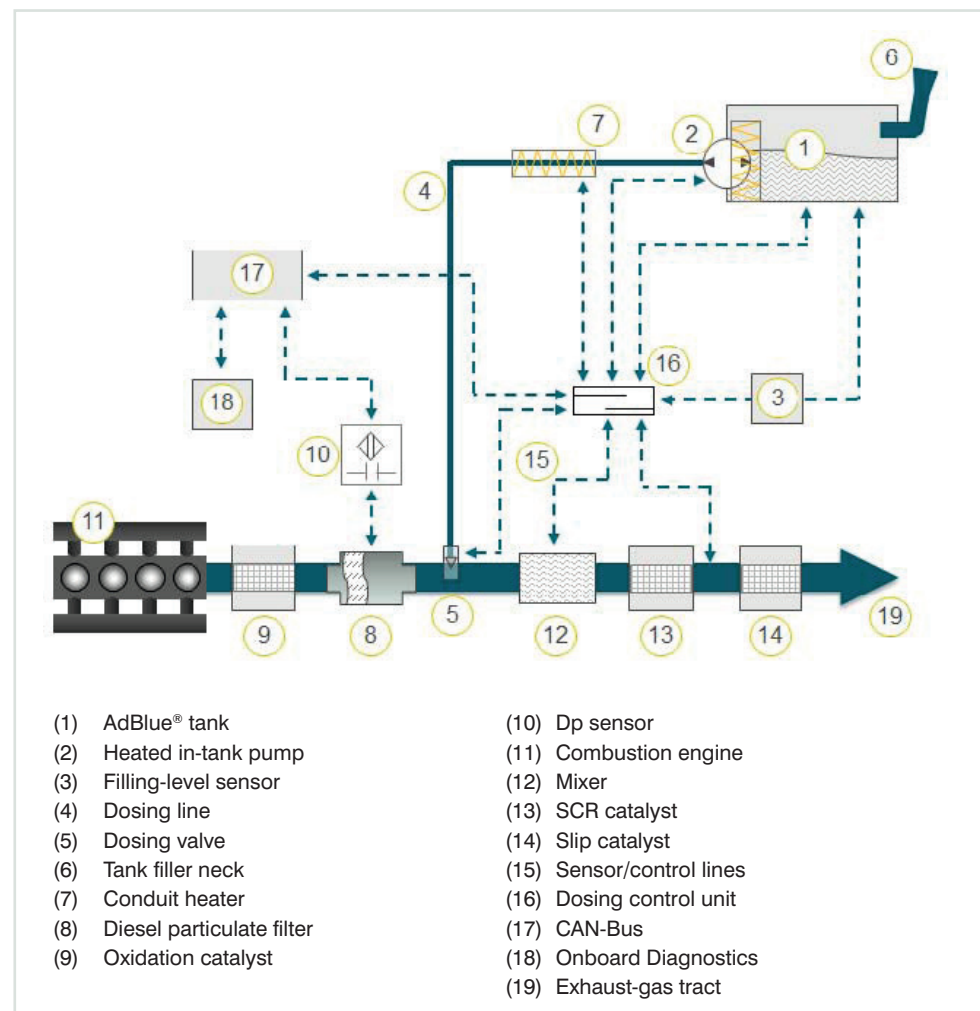 6
7
2
1
4
17
16
18
3
10
15
11
9
8
5
12
13
14
19
(1) AdBlue® tank
(2) Heated in-tank pump
(3) Filling-level sensor
(4) Dosing line
(5) Dosing valve
(6) Tank filler neck
(7) Conduit heater
(8) Diesel particulate filter
(9) Oxidation catalyst
(10) Dp sensor
(11) Combustion engine
(12) Mixer
(13) SCR catalyst
(14) Slip catalyst
(15) Sensor/control lines
(16) Dosing control unit
(17) CAN-Bus
(18) Onboard Diagnostics
(19) Exhaust-gas tract